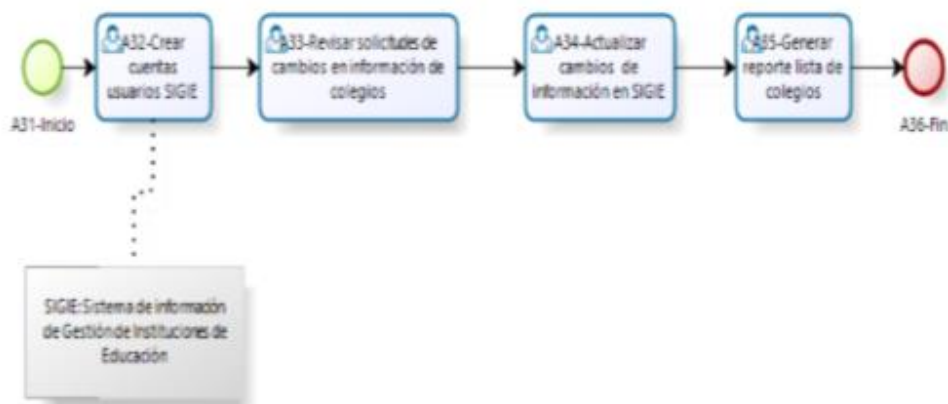 A31-Inicio
A32-Crear
cuentas
usuarios SIGIE
A33-Revisar solicitudes de
cambios en información de
colegios
A34-Actualizar
cambios de
información en SIGIE
A35-Generar
reporte lista de
colegios
A36-Fin
SIGIE: Sistema de información
de Gestión de Instituciones de
Educación